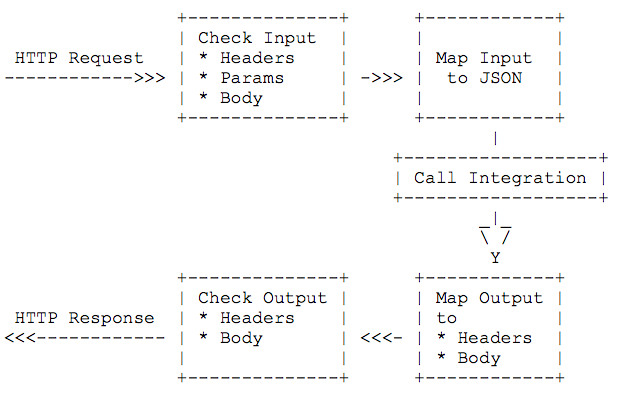 Check Input
HTTP Request * Headers Map Input
------------>>> * Params ->>> to JSON
* Body
Call Integration
Y
Check Output Map Output
HTTP Response * Headers to
<<<------------ * Body <<<- * Headers
* Body